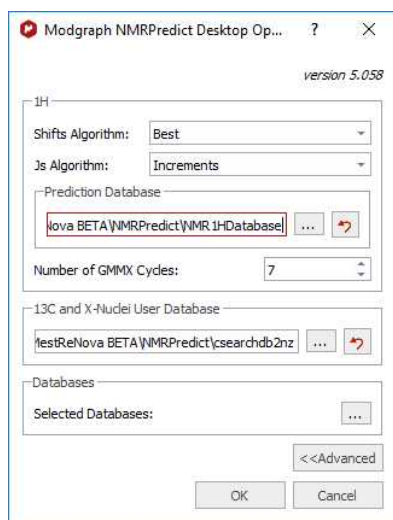 Modgraph NMRPredict Desktop Op... ? ×
version 5.058
1H
Shifts Algorithm: Best
Js Algorithm: Increments
Prediction Database
Nova BETA\NMRPredict\NMR1HDatabase ...
Number of GMMX Cycles: 7
13C and X-Nuclei User Database
MestReNova BETA\NMRPredict\csearchdb2nz ...
Databases
Selected Databases: ...
<<Advanced
OK Cancel